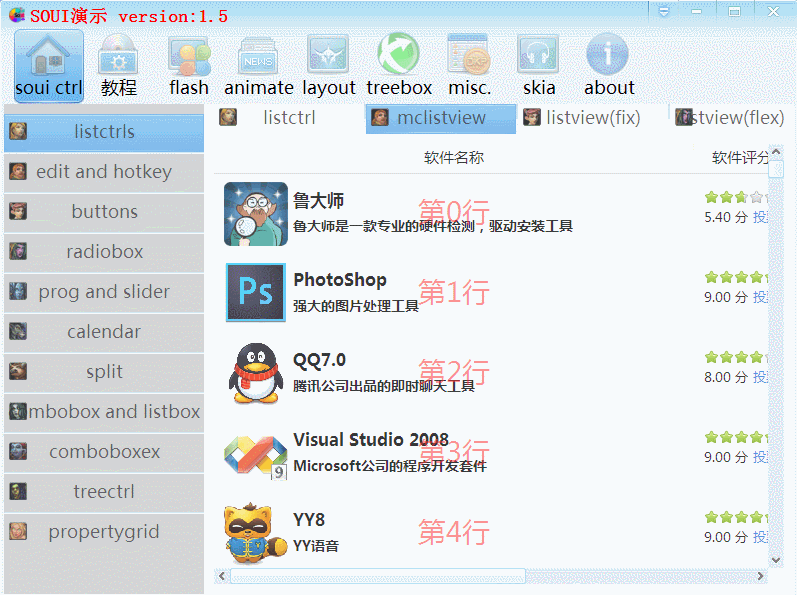 SOUI演示 version:1.5
soui ctrl 教程 flash animate layout treebox misc. skia about
NEWS
listctrls
edit and hotkey
buttons
radiobox
prog and slider
calendar
split
mbobox and listbox
comboboxex
treectrl
propertygrid
listctrl mclistview listview(fix) stview(flex)
软件名称 软件评分
鲁大师
第0行
鲁大师是一款专业的硬件检测，驱动安装工具
5.40 分 投
Ps
PhotoShop
第1行
强大的图片处理工具
9.00 分 投
QQ7.0
第2行
腾讯公司出品的即时聊天工具
8.00 分 投
Visual Studio 2008
第3行
Microsoft公司的程序开发套件
9
9.00 分 投
YY8
第4行
YY语音
9.00 分 投